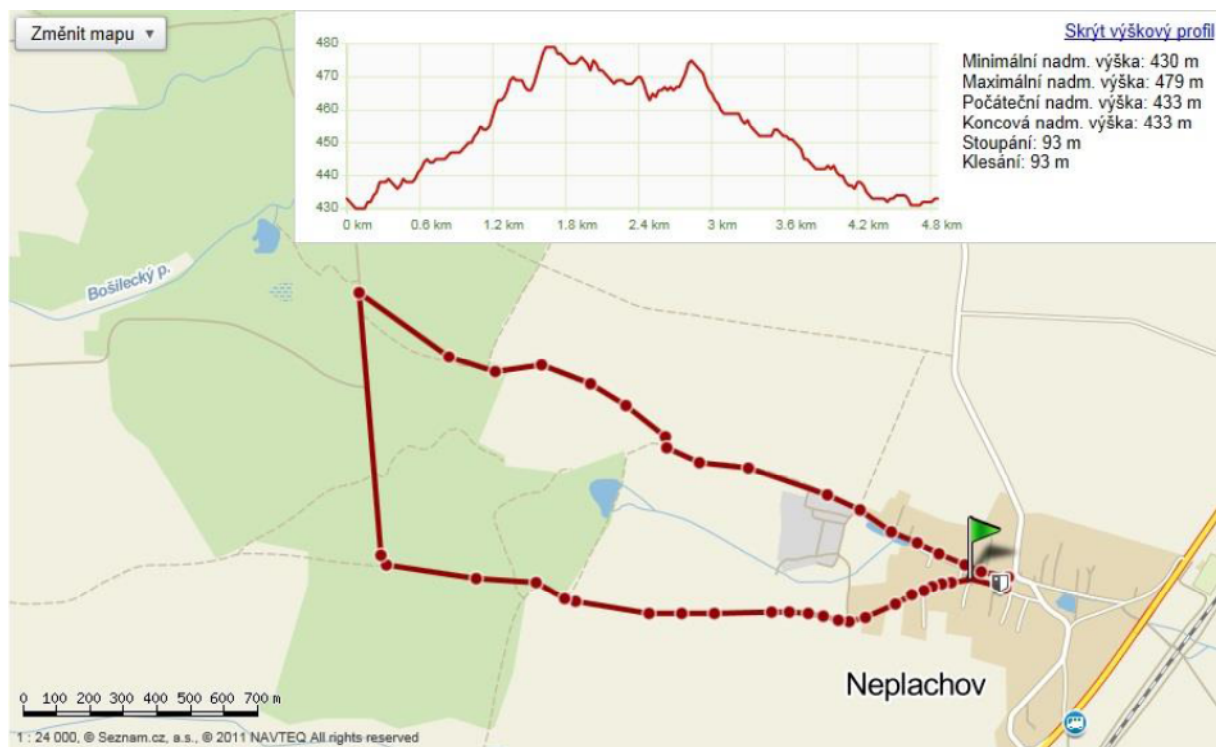 Změnit mapu
Skrýt výškový profil
Minimální nadm. výška: 430 m
Maximální nadm. výška: 479 m
Počáteční nadm. výška: 433 m
Koncová nadm. výška: 433 m
Stoupání: 93 m
Klesání: 93 m
480
470
460
450
440
430
0 km 0.6 km 1.2 km 1.8 km 2.4 km 3 km 3.6 km 4.2 km 4.8 km
Bošilecký p.
Neplachov
0 100 200 300 400 500 600 700 m
1 : 24 000, © Seznam.cz, a.s., © 2011 NAVTEQ All rights reserved